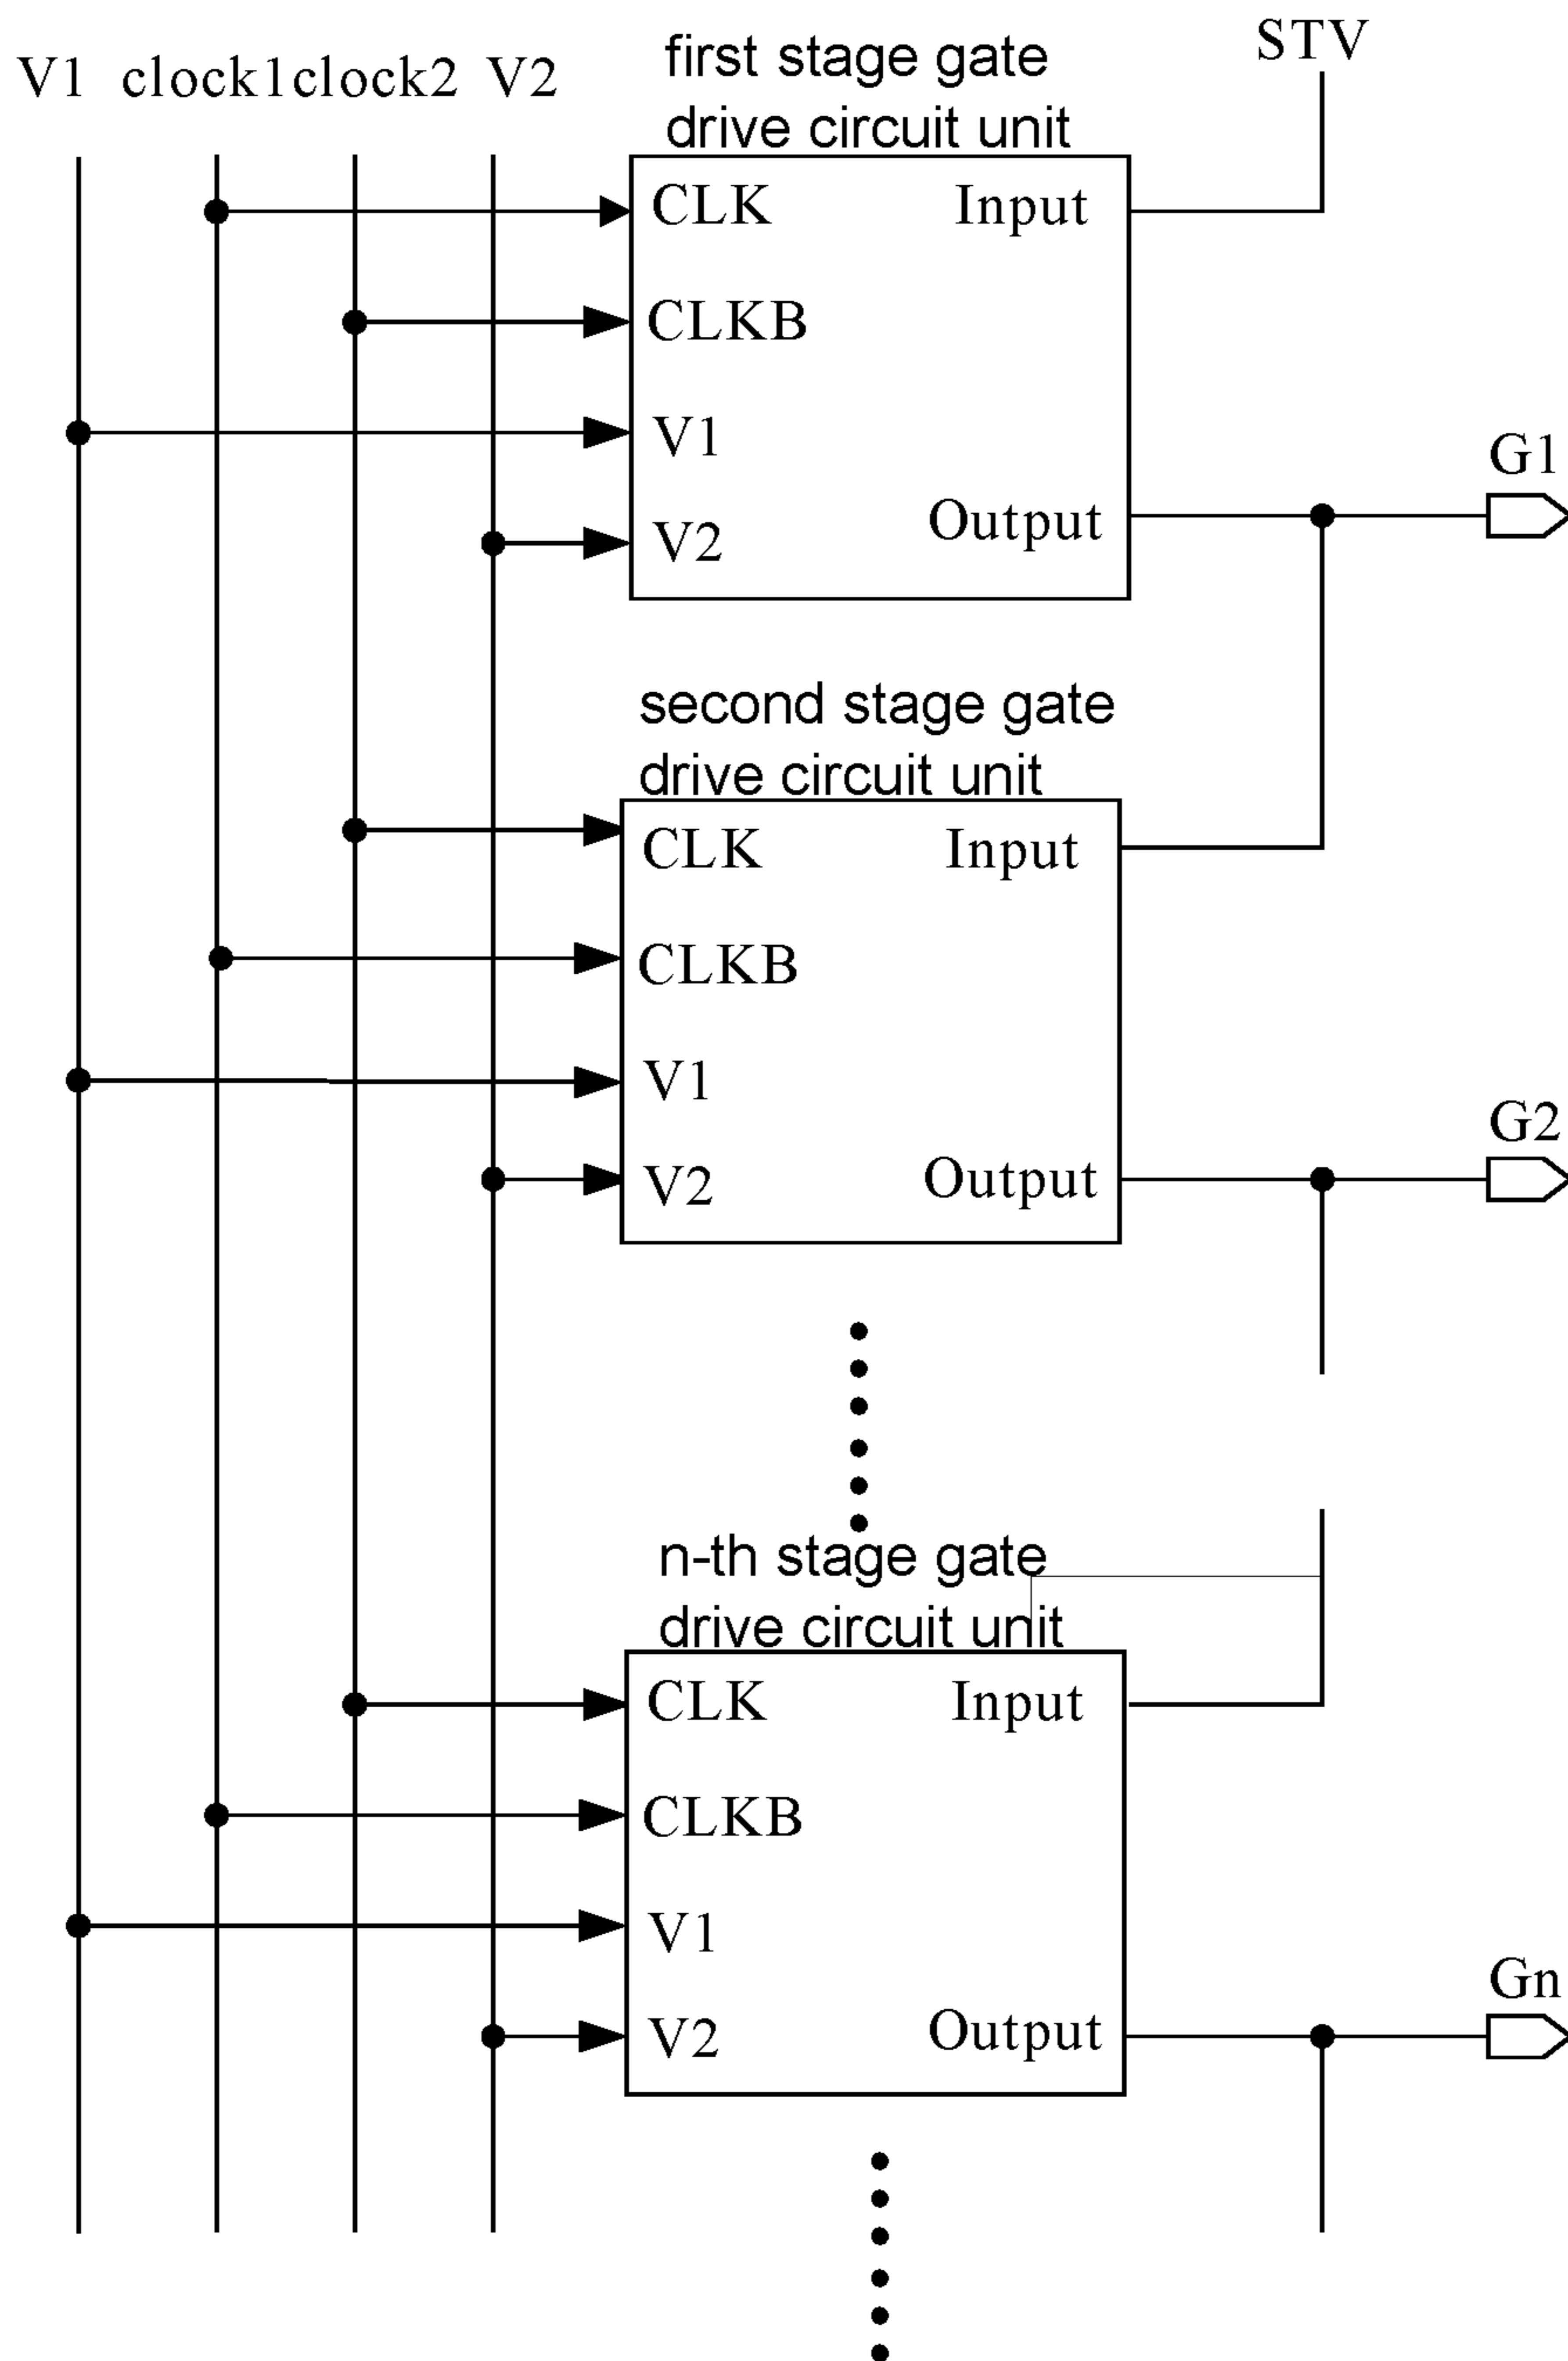 STV
V1 clock1 clock2 V2
first stage gate
drive circuit unit
CLK Input
CLKB
V1
G1
V2 Output
second stage gate
drive circuit unit
CLK Input
CLKB
V1
G2
V2 Output
n-th stage gate
drive circuit unit
CLK Input
CLKB
V1
Gn
V2 Output